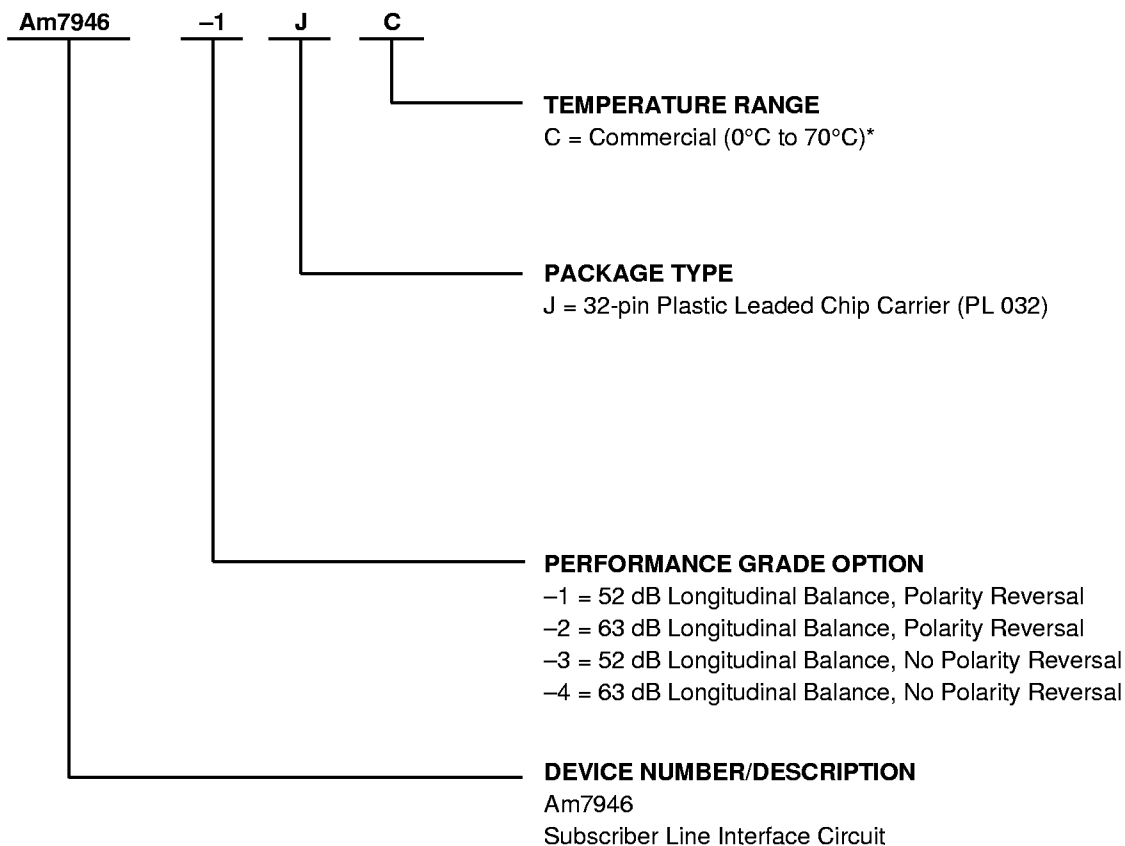 Am7946 –1 J C
TEMPERATURE RANGE
C = Commercial (0°C to 70°C)*
PACKAGE TYPE
J = 32-pin Plastic Leaded Chip Carrier (PL 032)
PERFORMANCE GRADE OPTION
–1 = 52 dB Longitudinal Balance, Polarity Reversal
–2 = 63 dB Longitudinal Balance, Polarity Reversal
–3 = 52 dB Longitudinal Balance, No Polarity Reversal
–4 = 63 dB Longitudinal Balance, No Polarity Reversal
DEVICE NUMBER/DESCRIPTION
Am7946
Subscriber Line Interface Circuit